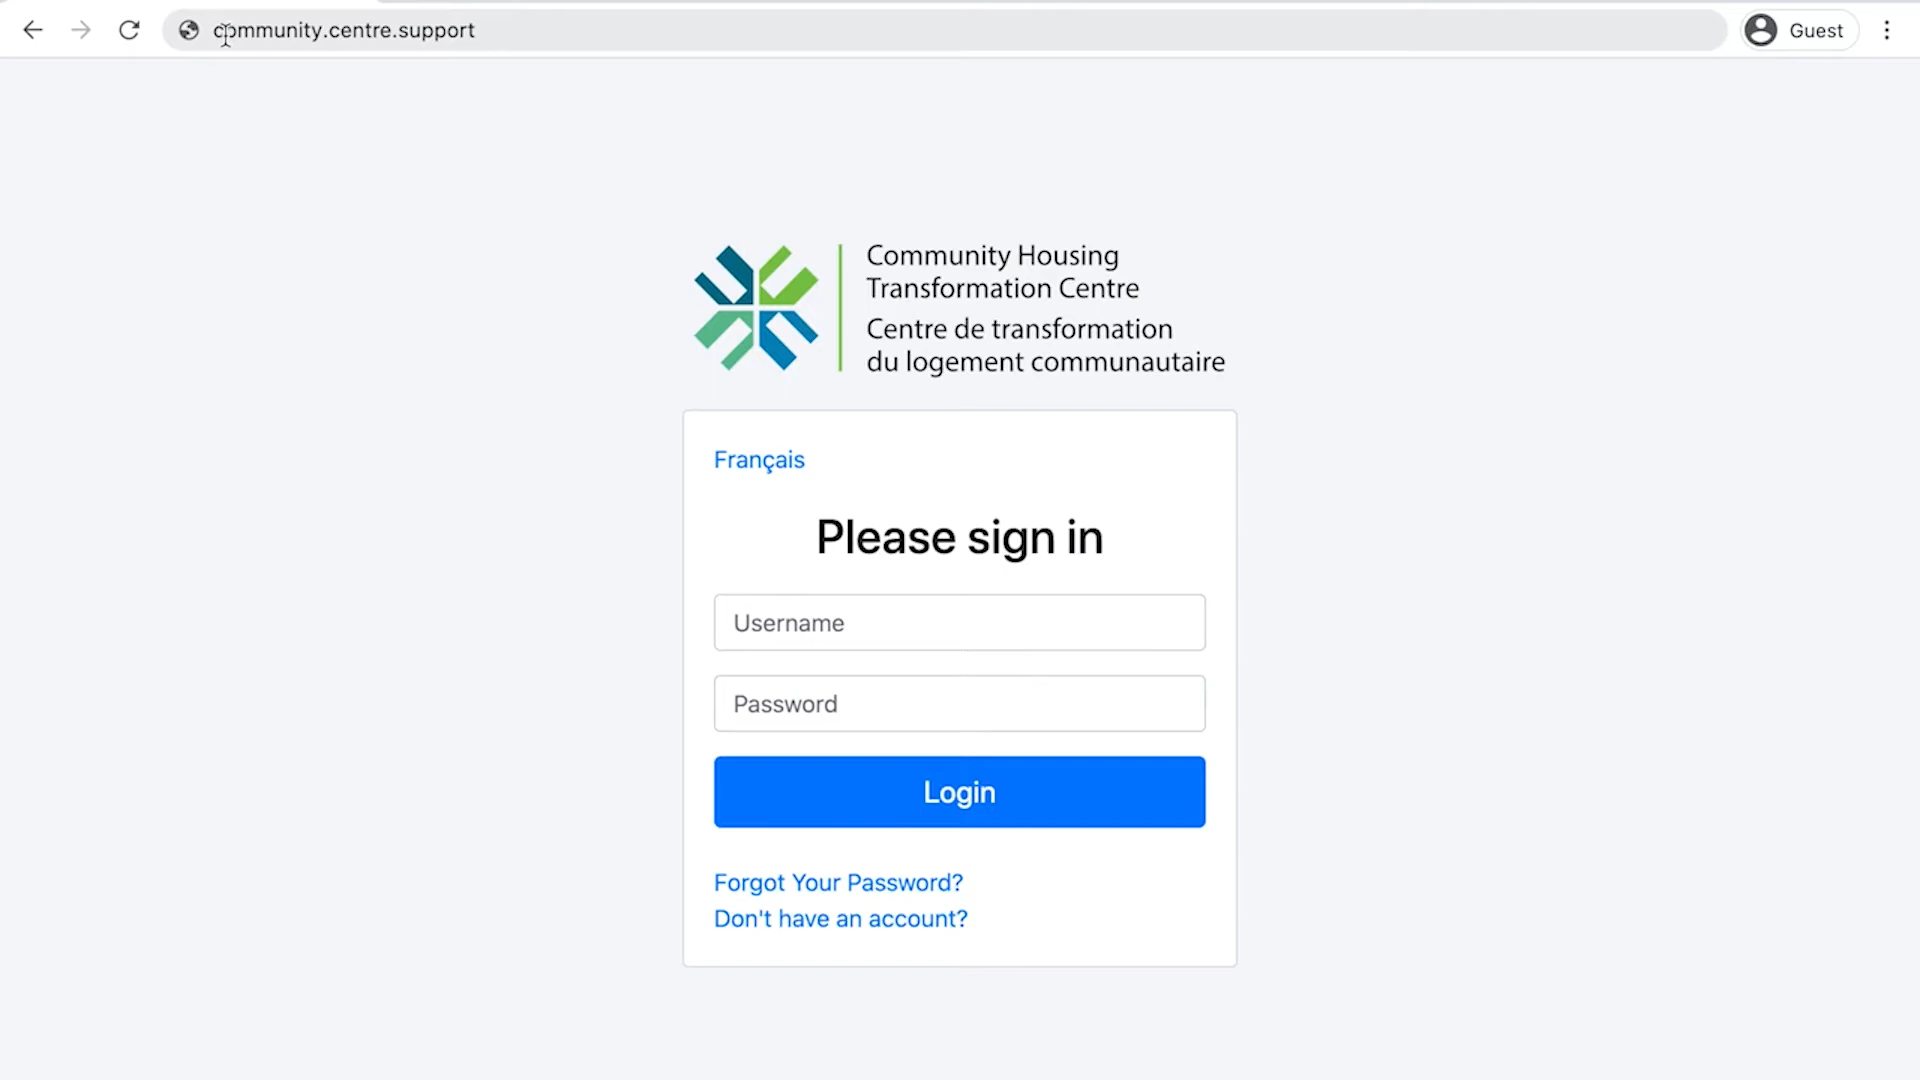 community.centre.support
Guest
Community Housing
Transformation Centre
Centre de transformation
du logement communautaire
Français
Please sign in
Username
Password
Login
Forgot Your Password?
Don't have an account?